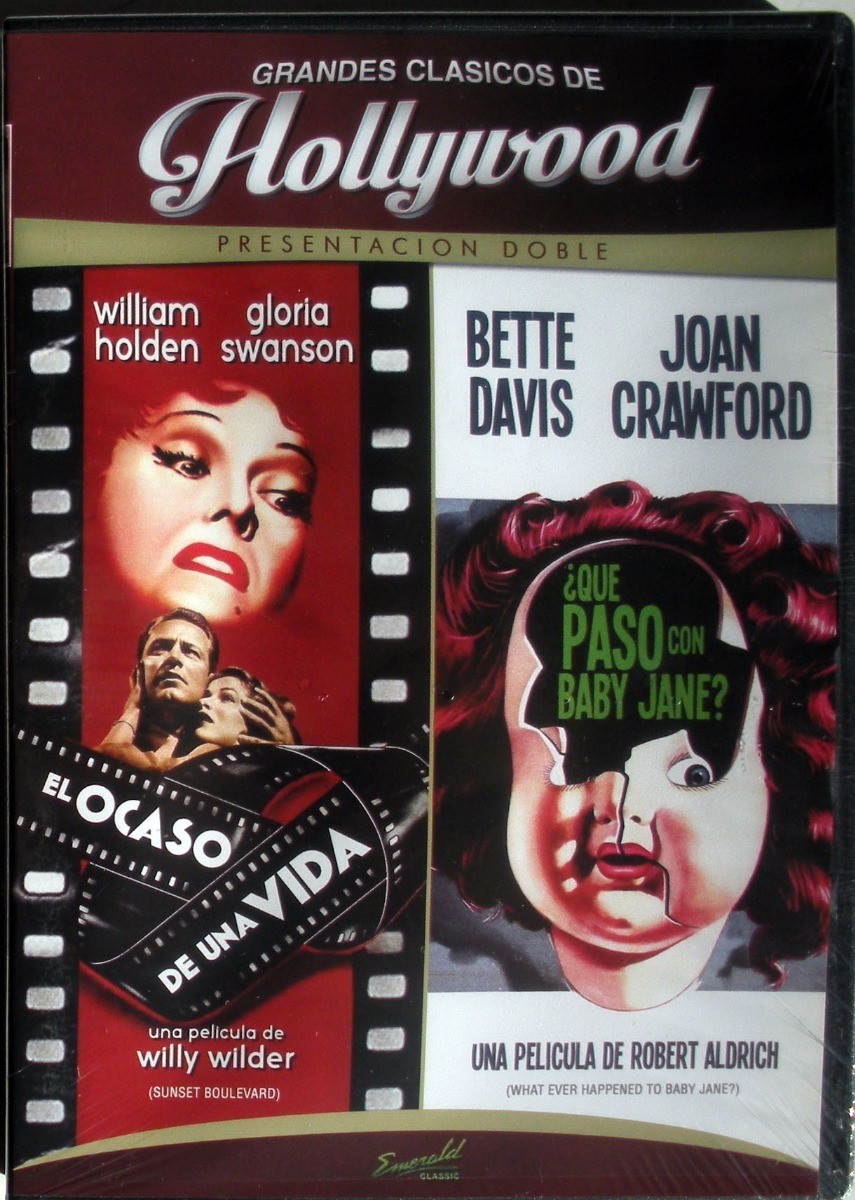 GRANDES CLASICOS DE
Hollywood
PRESENTACION DOBLE
william gloria
holden swanson
EL OCASO
DE UNA VIDA
una pelicula de
willy wilder
(SUNSET BOULEVARD)
BETTE JOAN
DAVIS CRAWFORD
¿QUE
PASO CON
BABY JANE?
UNA PELICULA DE ROBERT ALDRICH
(WHAT EVER HAPPENED TO BABY JANE?)
Emerald
CLASSIC